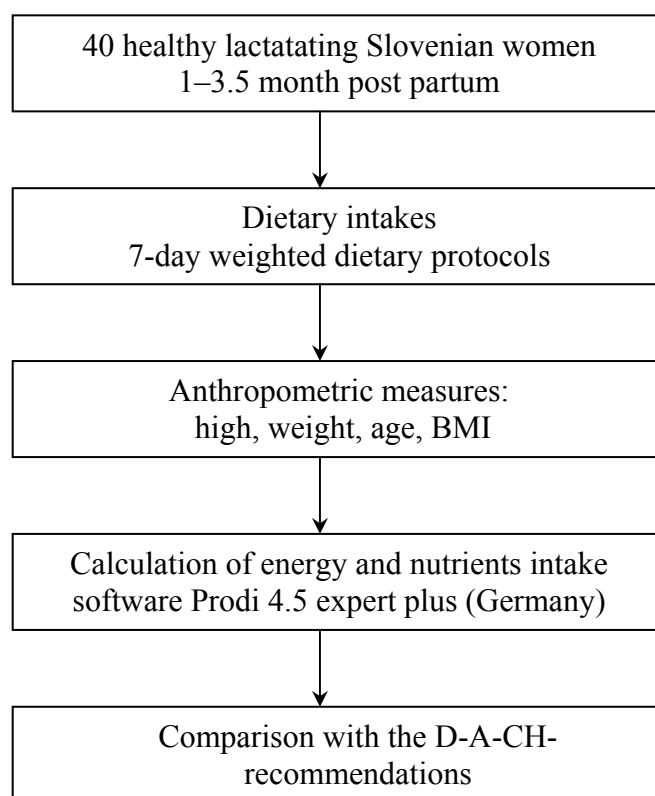 40 healthy lactatating Slovenian women
1–3.5 month post partum
Dietary intakes
7-day weighted dietary protocols
Anthropometric measures:
high, weight, age, BMI
Calculation of energy and nutrients intake
software Prodi 4.5 expert plus (Germany)
Comparison with the D-A-CH-
recommendations